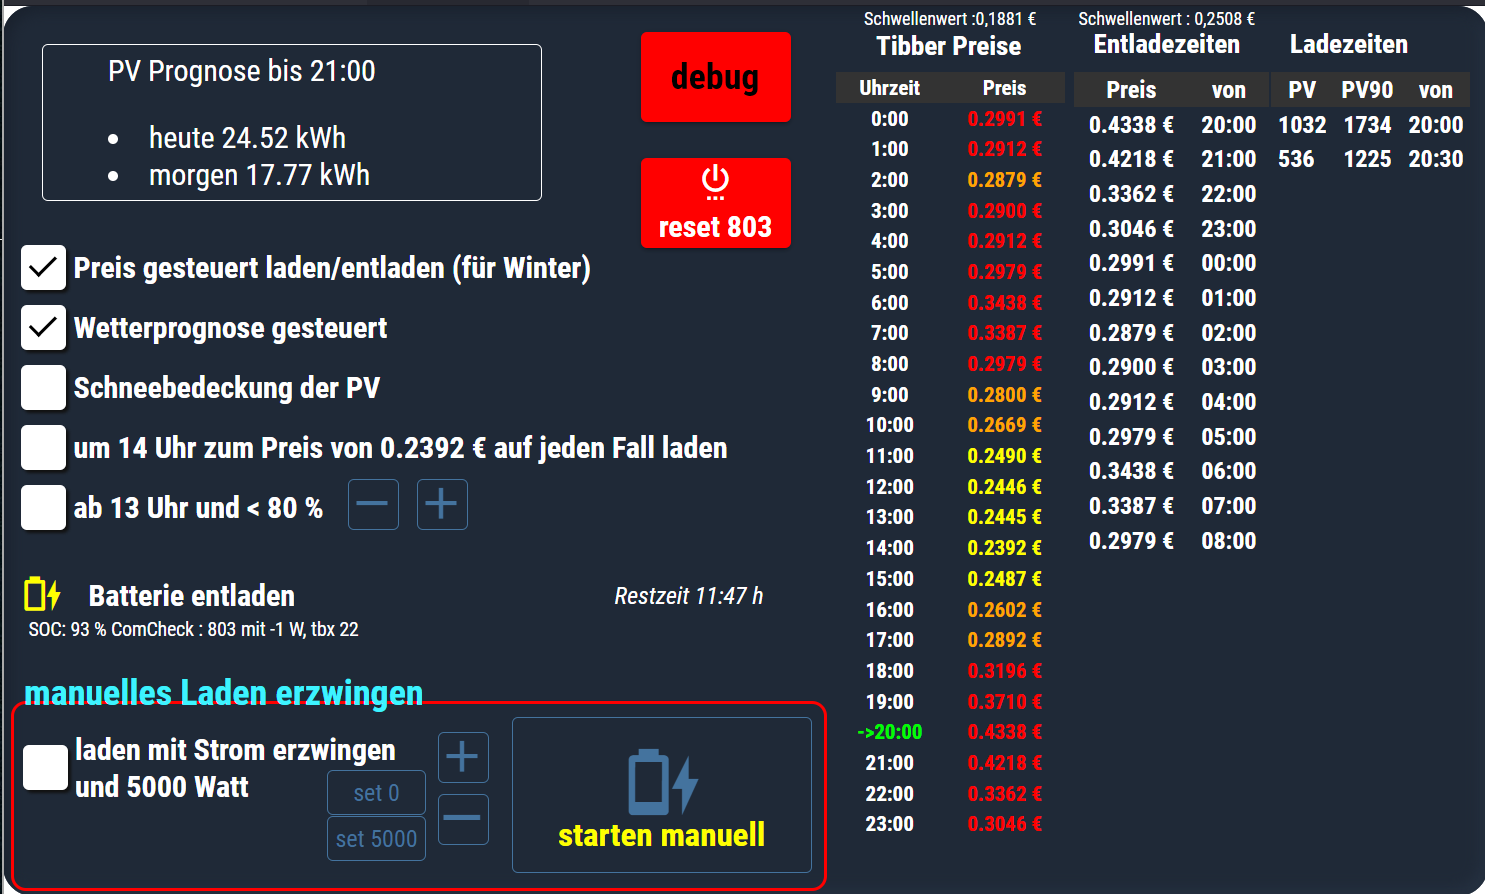 PV Prognose bis 21:00
heute 24.52 kWh
morgen 17.77 kWh
debug
reset 803
Preis gesteuert laden/entladen (für Winter)
Wetterprognose gesteuert
Schneebedeckung der PV
um 14 Uhr zum Preis von 0.2392 € auf jeden Fall laden
ab 13 Uhr und < 80 %
Batterie entladen
Restzeit 11:47 h
SOC: 93 % ComCheck : 803 mit -1 W, tbx 22
manuelles Laden erzwingen
laden mit Strom erzwingen
und 5000 Watt
set 0
set 5000
starten manuell
Schwellenwert :0,1881 €
Tibber Preise
Uhrzeit Preis
0:00 0.2991 €
1:00 0.2912 €
2:00 0.2879 €
3:00 0.2900 €
4:00 0.2912 €
5:00 0.2979 €
6:00 0.3438 €
7:00 0.3387 €
8:00 0.2979 €
9:00 0.2800 €
10:00 0.2669 €
11:00 0.2490 €
12:00 0.2446 €
13:00 0.2445 €
14:00 0.2392 €
15:00 0.2487 €
16:00 0.2602 €
17:00 0.2892 €
18:00 0.3196 €
19:00 0.3710 €
->20:00 0.4338 €
21:00 0.4218 €
22:00 0.3362 €
23:00 0.3046 €
Schwellenwert : 0,2508 €
Entladezeiten
Preis von
0.4338 € 20:00
0.4218 € 21:00
0.3362 € 22:00
0.3046 € 23:00
0.2991 € 00:00
0.2912 € 01:00
0.2879 € 02:00
0.2900 € 03:00
0.2912 € 04:00
0.2979 € 05:00
0.3438 € 06:00
0.3387 € 07:00
0.2979 € 08:00
Ladezeiten
PV PV90 von
1032 1734 20:00
536 1225 20:30